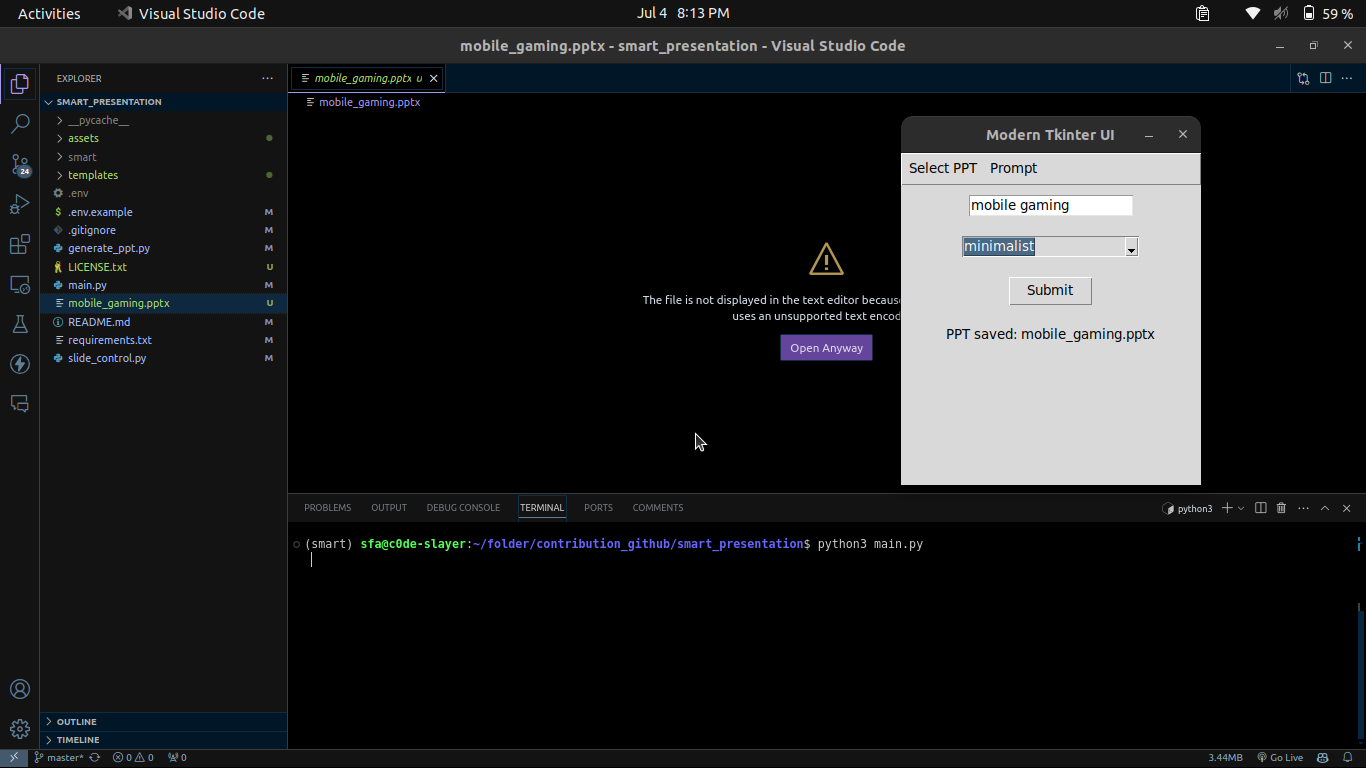 Activities
Visual Studio Code
Jul 4 8:13 PM
59 %
mobile_gaming.pptx - smart_presentation - Visual Studio Code
EXPLORER
SMART_PRESENTATION
__pycache__
assets
smart
templates
.env
$ .env.example M
.gitignore M
generate_ppt.py M
LICENSE.txt U
main.py M
mobile_gaming.pptx U
README.md M
requirements.txt M
slide_control.py M
24
OUTLINE
TIMELINE
mobile_gaming.pptx U
mobile_gaming.pptx
The file is not displayed in the text editor because
uses an unsupported text
Open Anyway
Modern Tkinter UI
Select PPT Prompt
mobile gaming
minimalist
Submit
PPT saved: mobile_gaming.pptx
PROBLEMS OUTPUT DEBUG CONSOLE TERMINAL PORTS COMMENTS
python3
(smart) sfa@c0de-slayer:~/folder/contribution_github/smart_presentation$ python3 main.py
master* 0 0 0
3.44MB Go Live